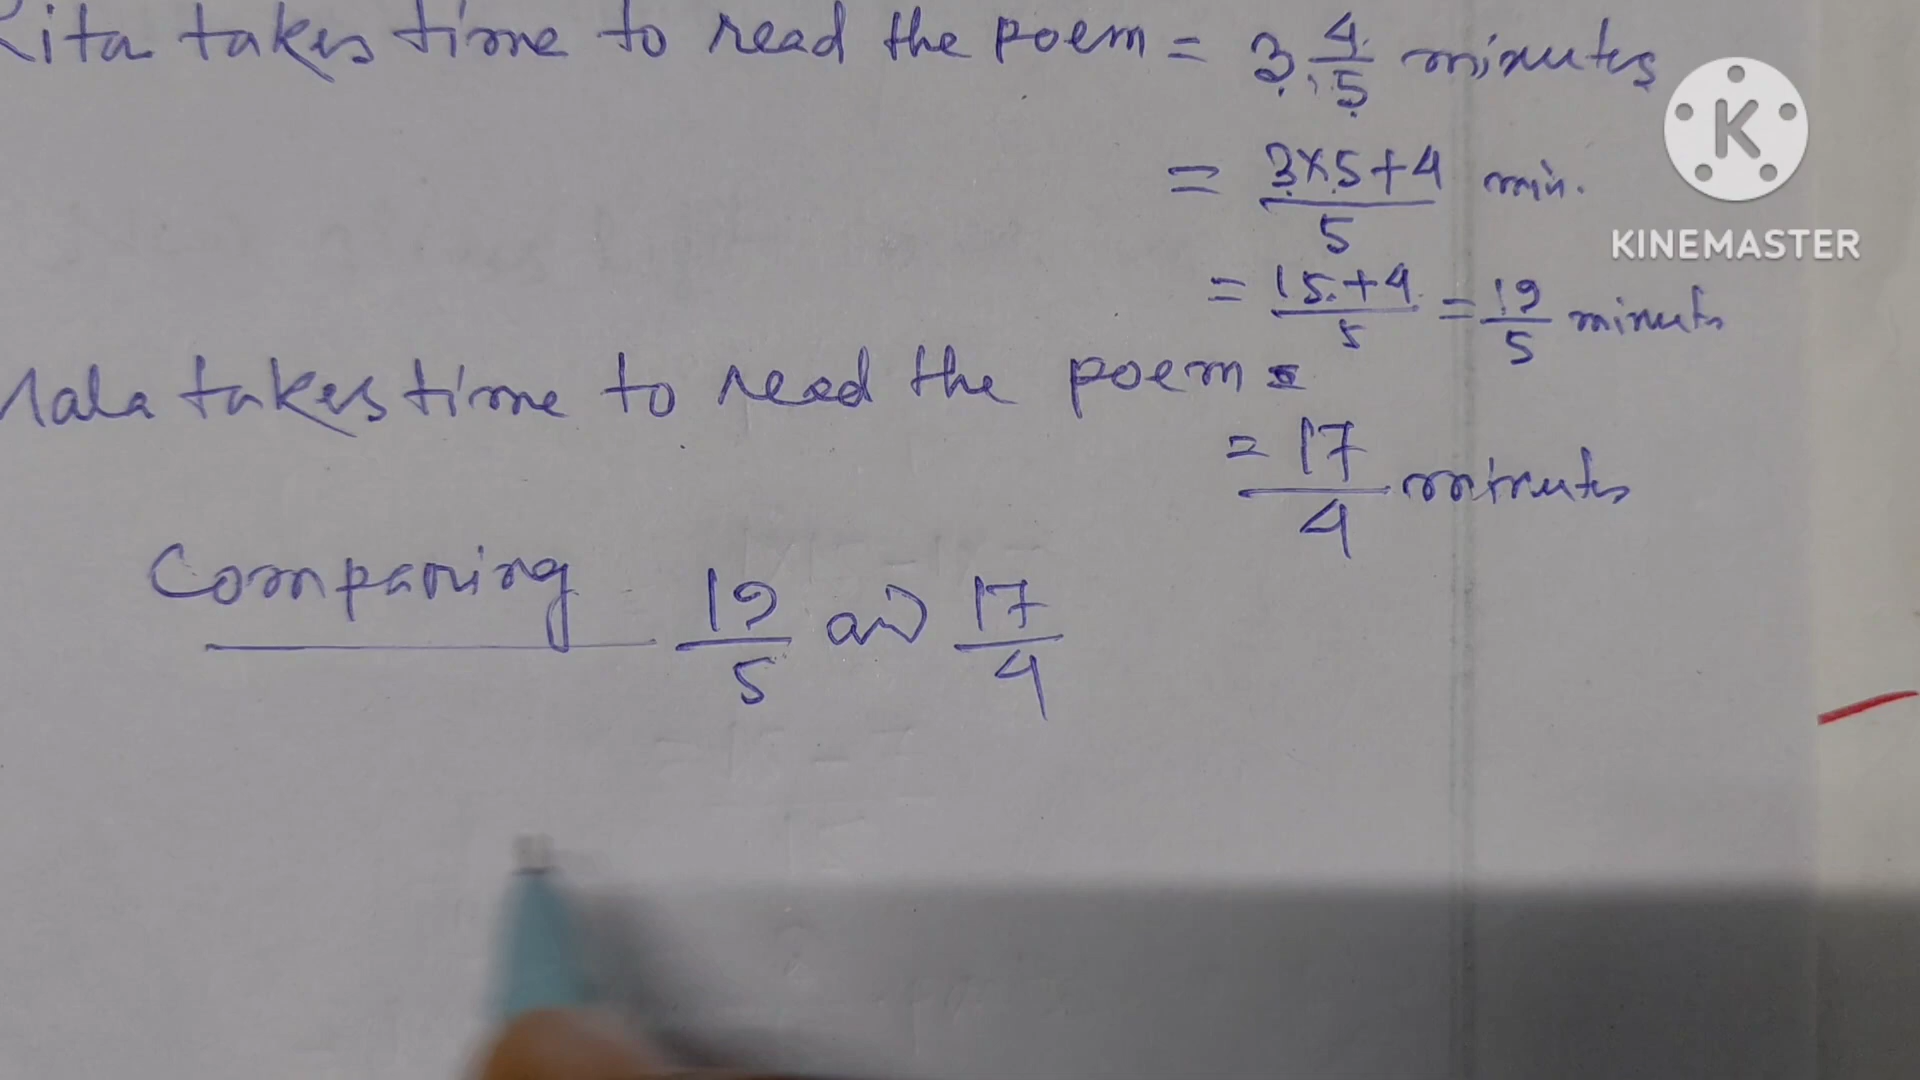 Rita takes time to read the poem = 3 4/5 minutes
= 3×5+4/5 min.
= 15+4/5 = 19/5 minuts
Mala takes time to read the poem =
= 17/4 minutes
Comparing 19/5 and 17/4
K
KINEMASTER